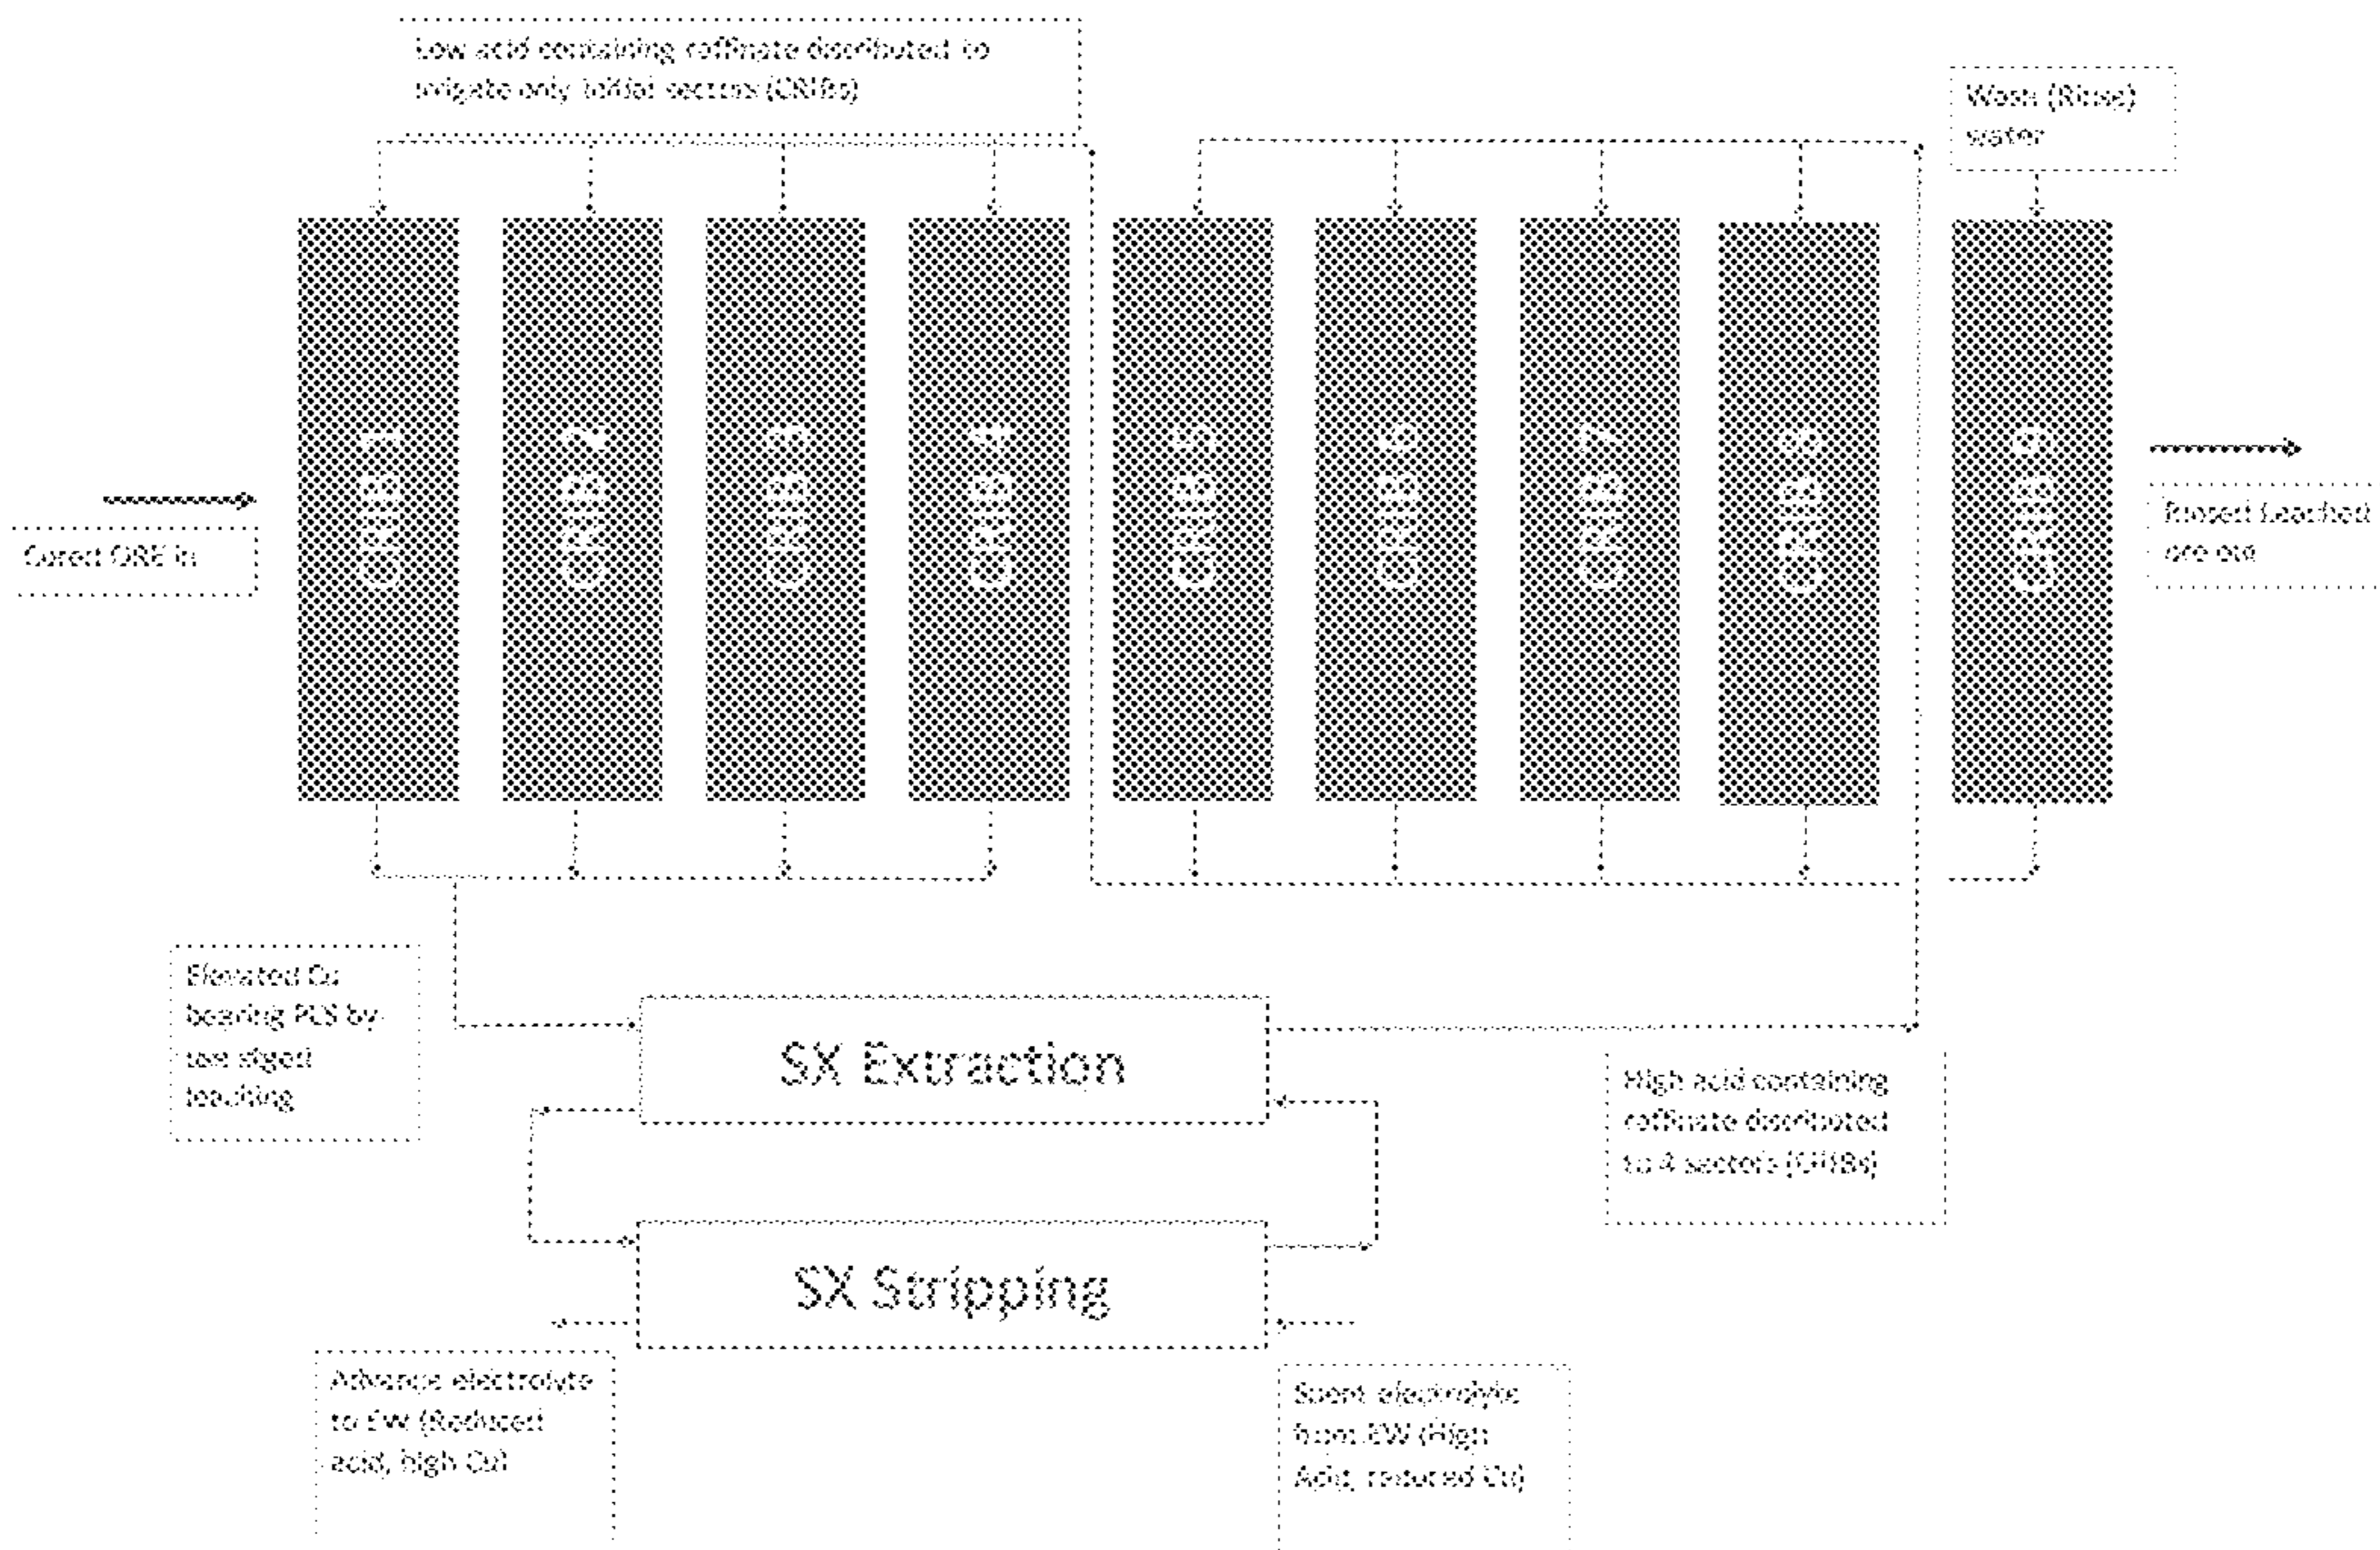 Low acid containing raffinate distributed to
irrigate only initial sectors (CRIBs)
Wash (Rinse)
water
CRIB 1
CRIB 2
CRIB 3
CRIB 4
CRIB 5
CRIB 6
CRIB 7
CRIB 8
CRIB 9
Cured ORE in
Rinsed Leached
ore out
Elevated Cu
bearing PLS by
use staged
leaching
SX Extraction
High acid containing
raffinate distributed
to 4 sectors (CRIBs)
SX Stripping
Advance electrolyte
to EW (Reduced
acid, high Cu)
Spent electrolyte
from EW (High
Acid, reduced Cu)